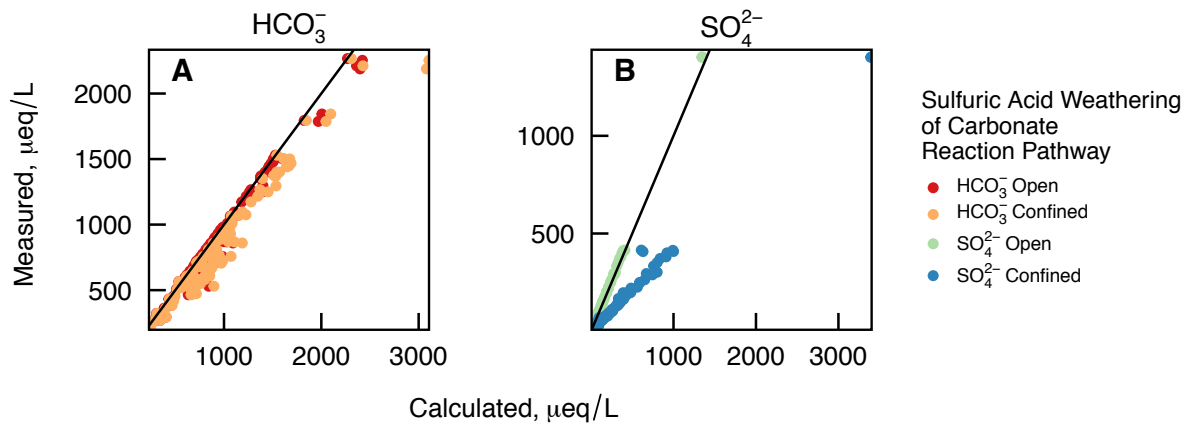 HCO₃⁻
SO₄²⁻
A
B
Measured, μeq/L
2000
1500
1000
500
1000
500
1000 2000 3000
1000 2000 3000
Calculated, μeq/L
Sulfuric Acid Weathering
of Carbonate
Reaction Pathway
HCO₃⁻ Open
HCO₃⁻ Confined
SO₄²⁻ Open
SO₄²⁻ Confined